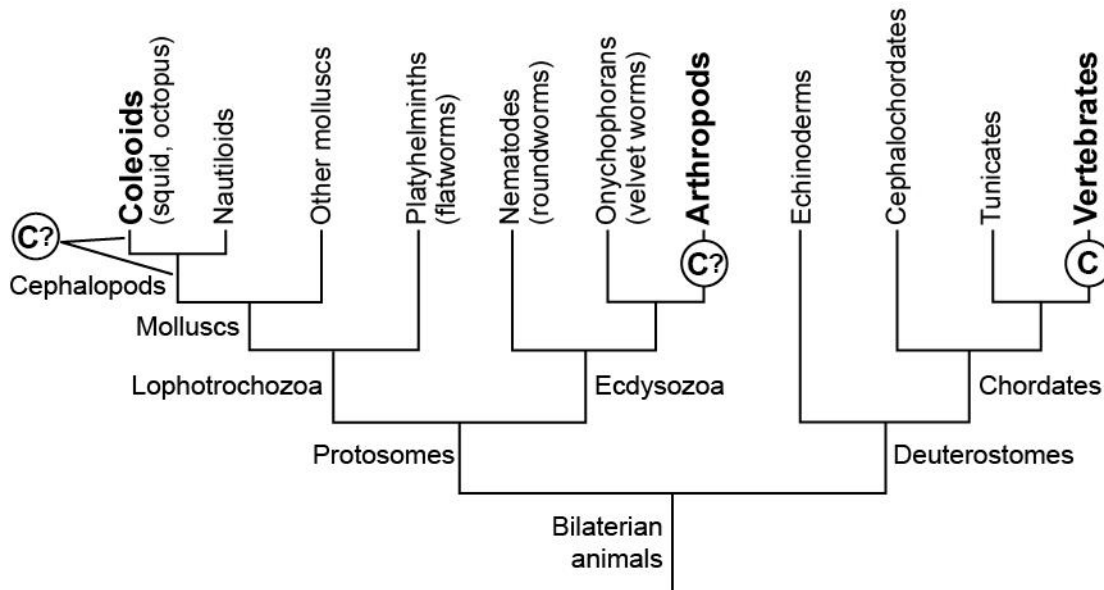 Coleoids
(squid, octopus)
Nautiloids
Other molluscs
Platyhelminths
(flatworms)
Nematodes
(roundworms)
Onychophorans
(velvet worms)
Arthropods
Echinoderms
Cephalochordates
Tunicates
Vertebrates
C?
C?
C
Cephalopods
Molluscs
Lophotrochozoa
Ecdysozoa
Chordates
Protosomes
Deuterostomes
Bilaterian
animals